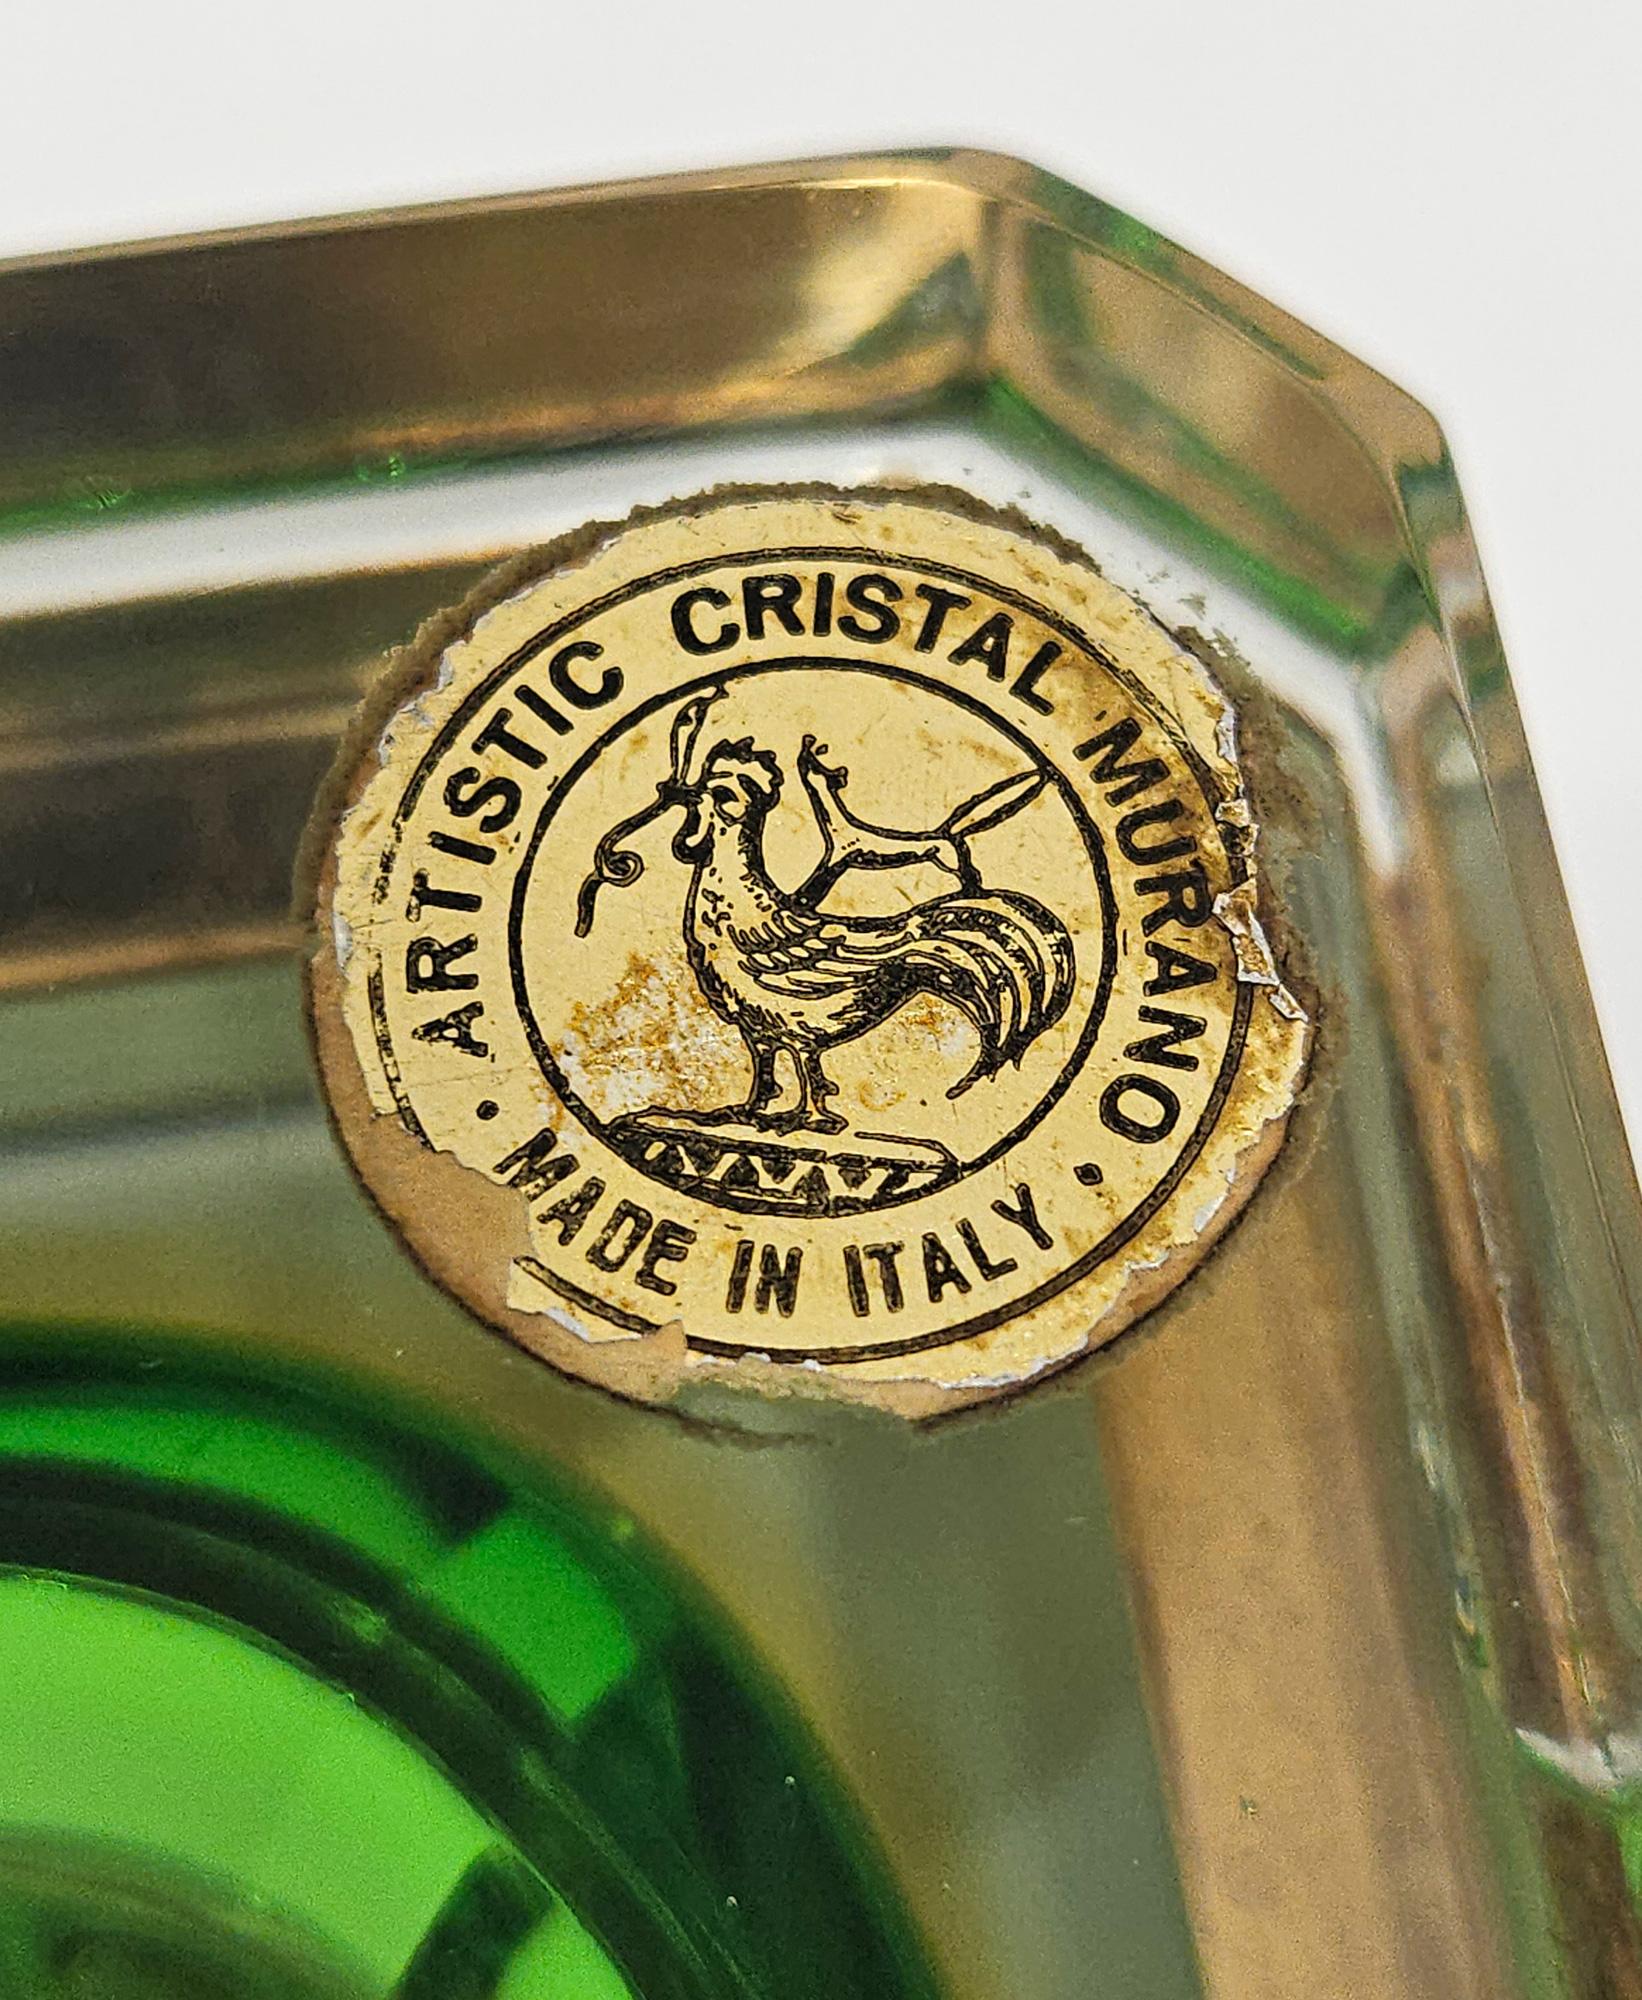 · ARTISTIC CRISTAL MURANO ·
MADE IN ITALY